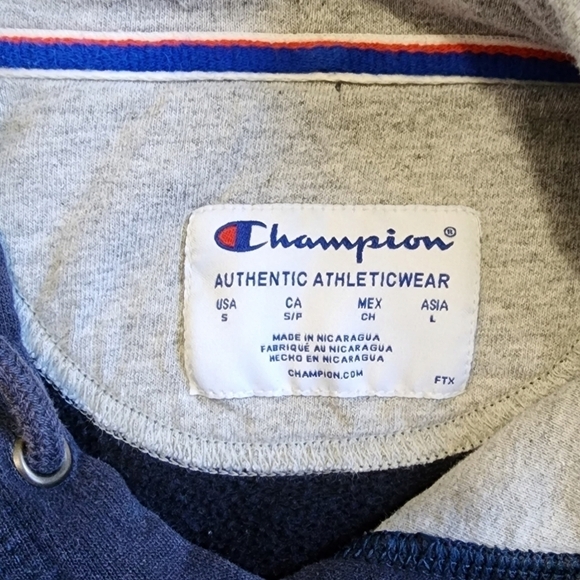 Champion®
AUTHENTIC ATHLETICWEAR
USA CA MEX ASIA
S S/P CH L
MADE IN NICARAGUA
FABRIQUÉ AU NICARAGUA
HECHO EN NICARAGUA
CHAMPION.COM
FTX